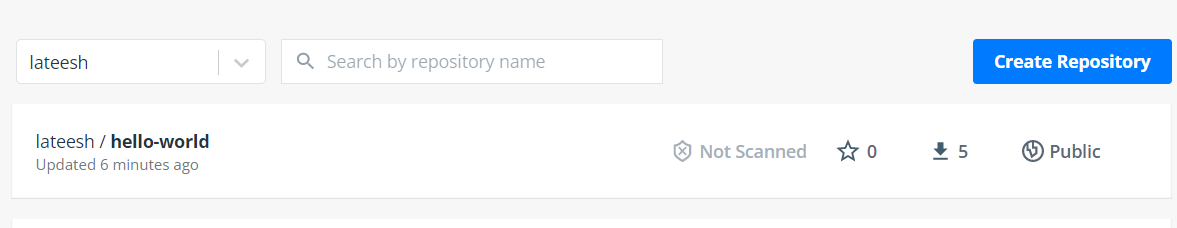 lateesh
Search by repository name
Create Repository
lateesh / hello-world
Updated 6 minutes ago
Not Scanned
0
5
Public